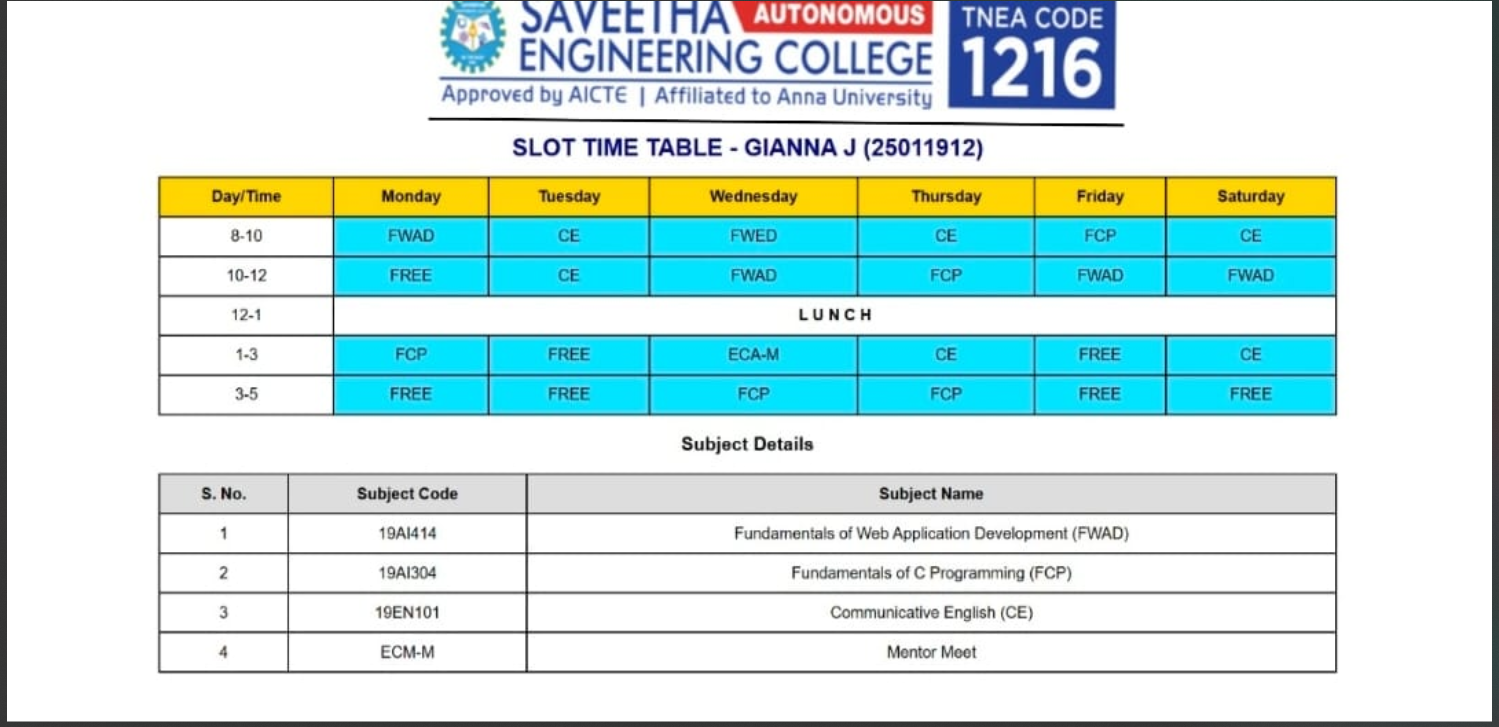 SAVEETHA AUTONOMOUS
ENGINEERING COLLEGE
Approved by AICTE | Affiliated to Anna University
TNEA CODE
1216
SLOT TIME TABLE - GIANNA J (25011912)
Day/Time Monday Tuesday Wednesday Thursday Friday Saturday
8-10 FWAD CE FWED CE FCP CE
10-12 FREE CE FWAD FCP FWAD FWAD
12-1 LUNCH
1-3 FCP FREE ECA-M CE FREE CE
3-5 FREE FREE FCP FCP FREE FREE
Subject Details
S. No. Subject Code Subject Name
1 19AI414 Fundamentals of Web Application Development (FWAD)
2 19AI304 Fundamentals of C Programming (FCP)
3 19EN101 Communicative English (CE)
4 ECM-M Mentor Meet